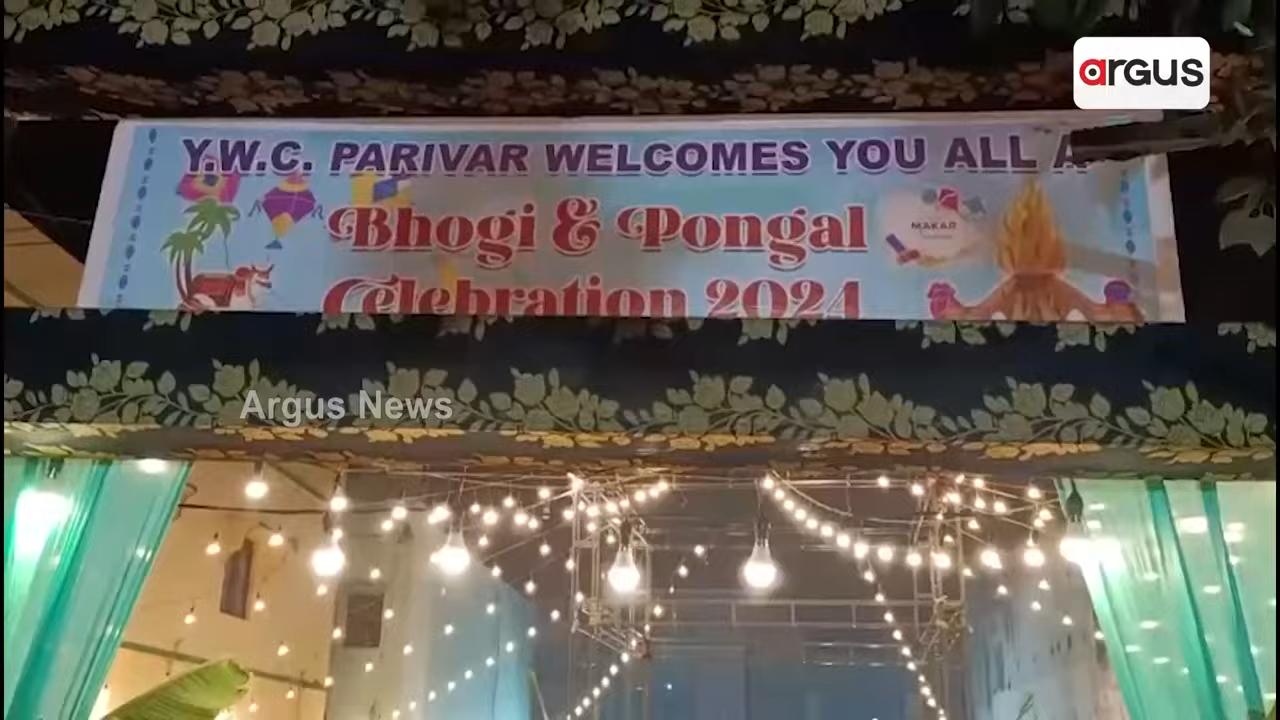 argus
Y.W.C. PARIVAR WELCOMES YOU ALL
Bhogi & Pongal
MAKAR
Celebration 2024
Argus News